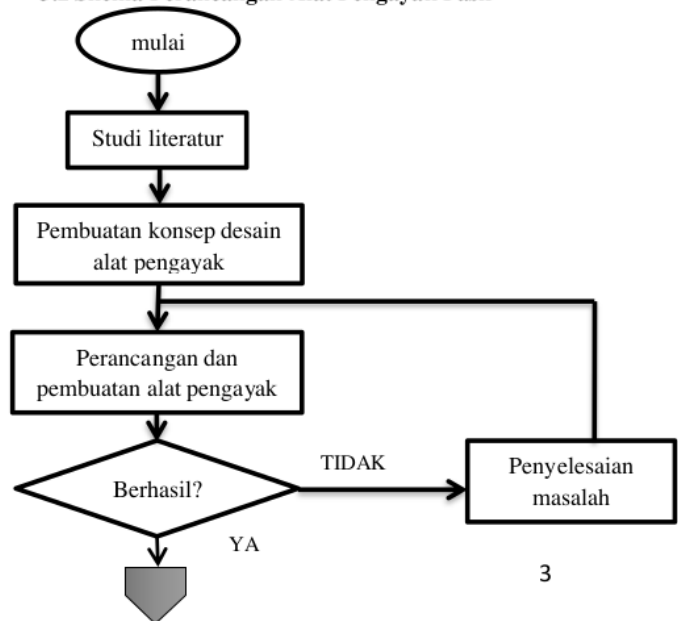 mulai
Studi literatur
Pembuatan konsep desain
alat pengayak
Perancangan dan
pembuatan alat pengayak
Berhasil?
TIDAK
Penyelesaian
masalah
YA
3